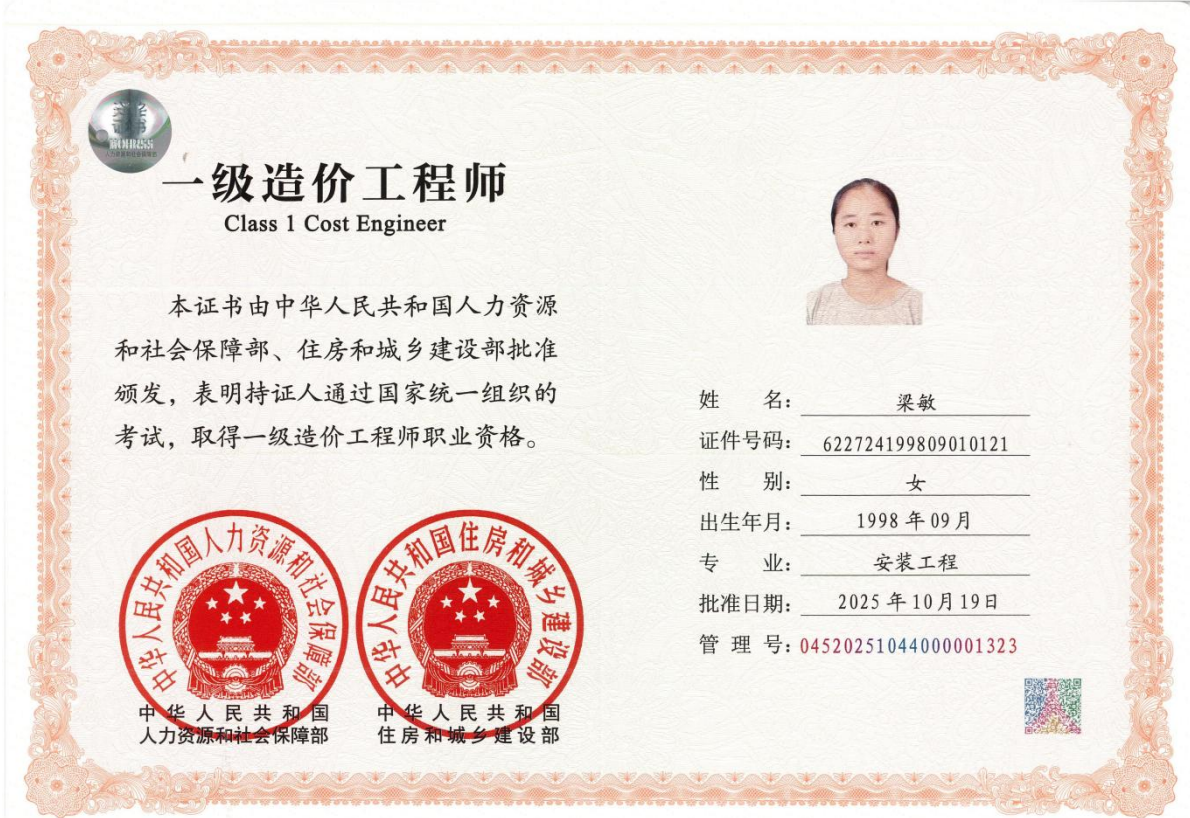 一级造价工程师
Class 1 Cost Engineer
本证书由中华人民共和国人力资源
和社会保障部、住房和城乡建设部批准
颁发，表明持证人通过国家统一组织的
考试，取得一级造价工程师职业资格。
中华人民共和国人力资源和社会保障部
中华人民共和国
人力资源和社会保障部
中华人民共和国住房和城乡建设部
中华人民共和国
住房和城乡建设部
姓 名：梁敏
证件号码：622724199809010121
性 别：女
出生年月：1998年09月
专 业：安装工程
批准日期：2025年10月19日
管 理 号：04520251044000001323